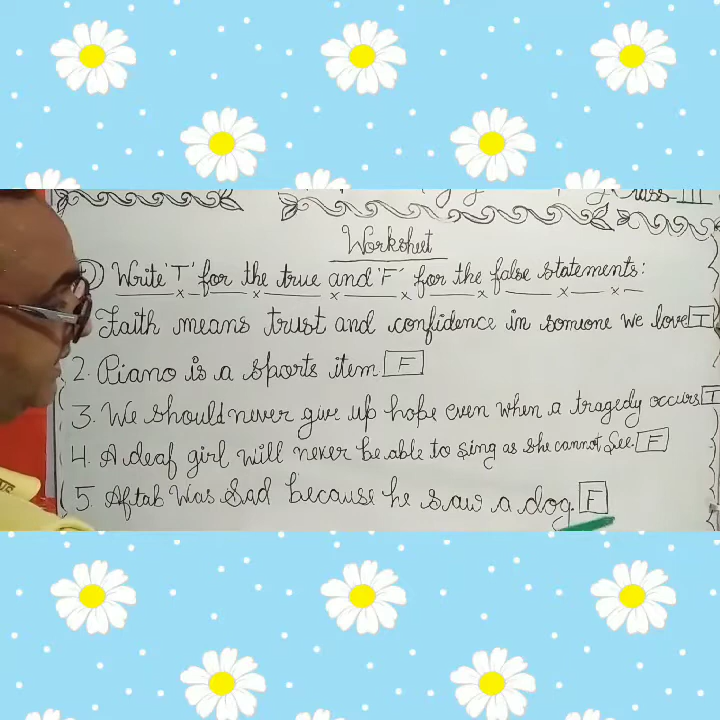 Class-III
Worksheet
Write 'T' for the true and 'F' for the false statements:
Faith means trust and confidence in someone we love T
2. Piano is a sports item F
3. We should never give up hope even when a tragedy occurs T
4. A deaf girl will never be able to sing as she cannot see. F
5. Aftab was sad because he saw a dog. F